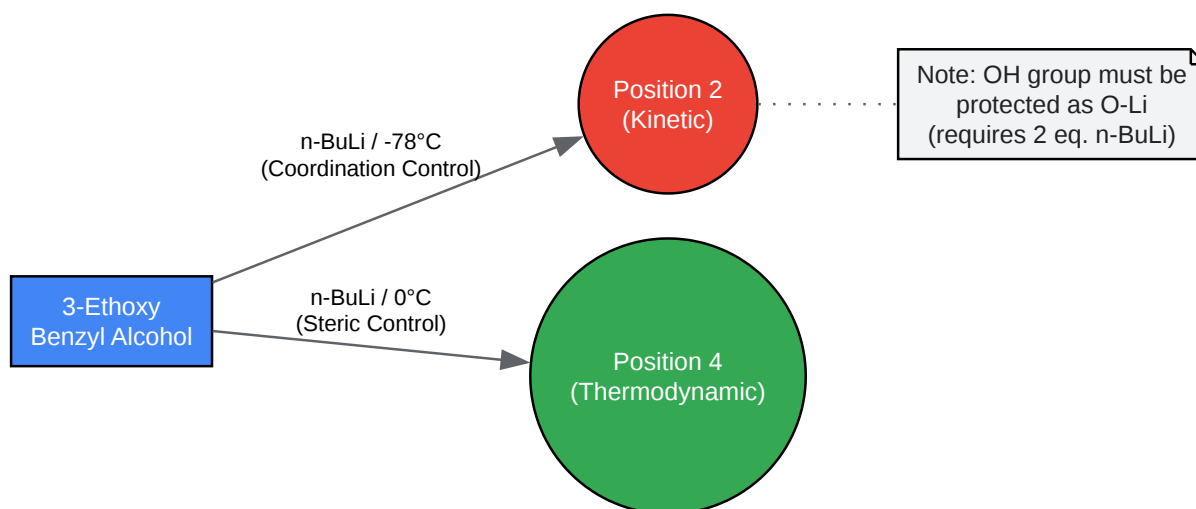 Position 2
(Kinetic)
Note: OH group must be
protected as O-Li
(requires 2 eq. n-BuLi)
n-BuLi / -78°C
(Coordination Control)
3-Ethoxy
Benzyl Alcohol
n-BuLi / 0°C
(Steric Control)
Position 4
(Thermodynamic)